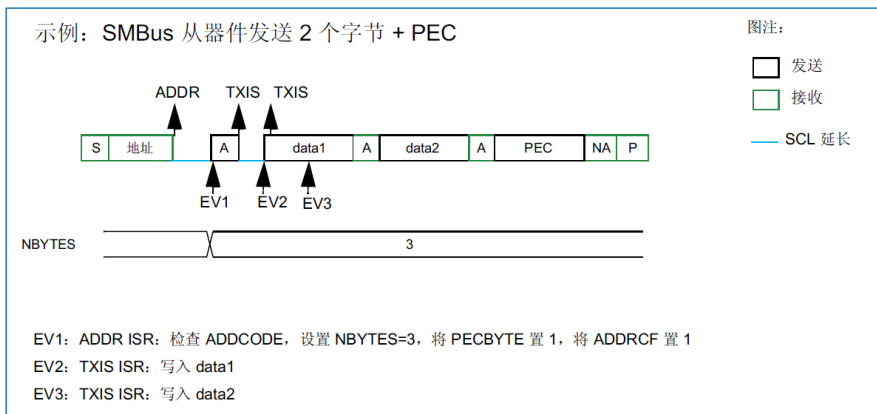 示例：SMBus 从器件发送 2 个字节 + PEC
图注：
发送
接收
SCL 延长
ADDR TXIS TXIS
S 地址 A data1 A data2 A PEC NA P
EV1 EV2 EV3
NBYTES 3
EV1：ADDR ISR：检查 ADDCODE，设置 NBYTES=3，将 PECBYTE 置 1，将 ADDRCF 置 1
EV2：TXIS ISR：写入 data1
EV3：TXIS ISR：写入 data2